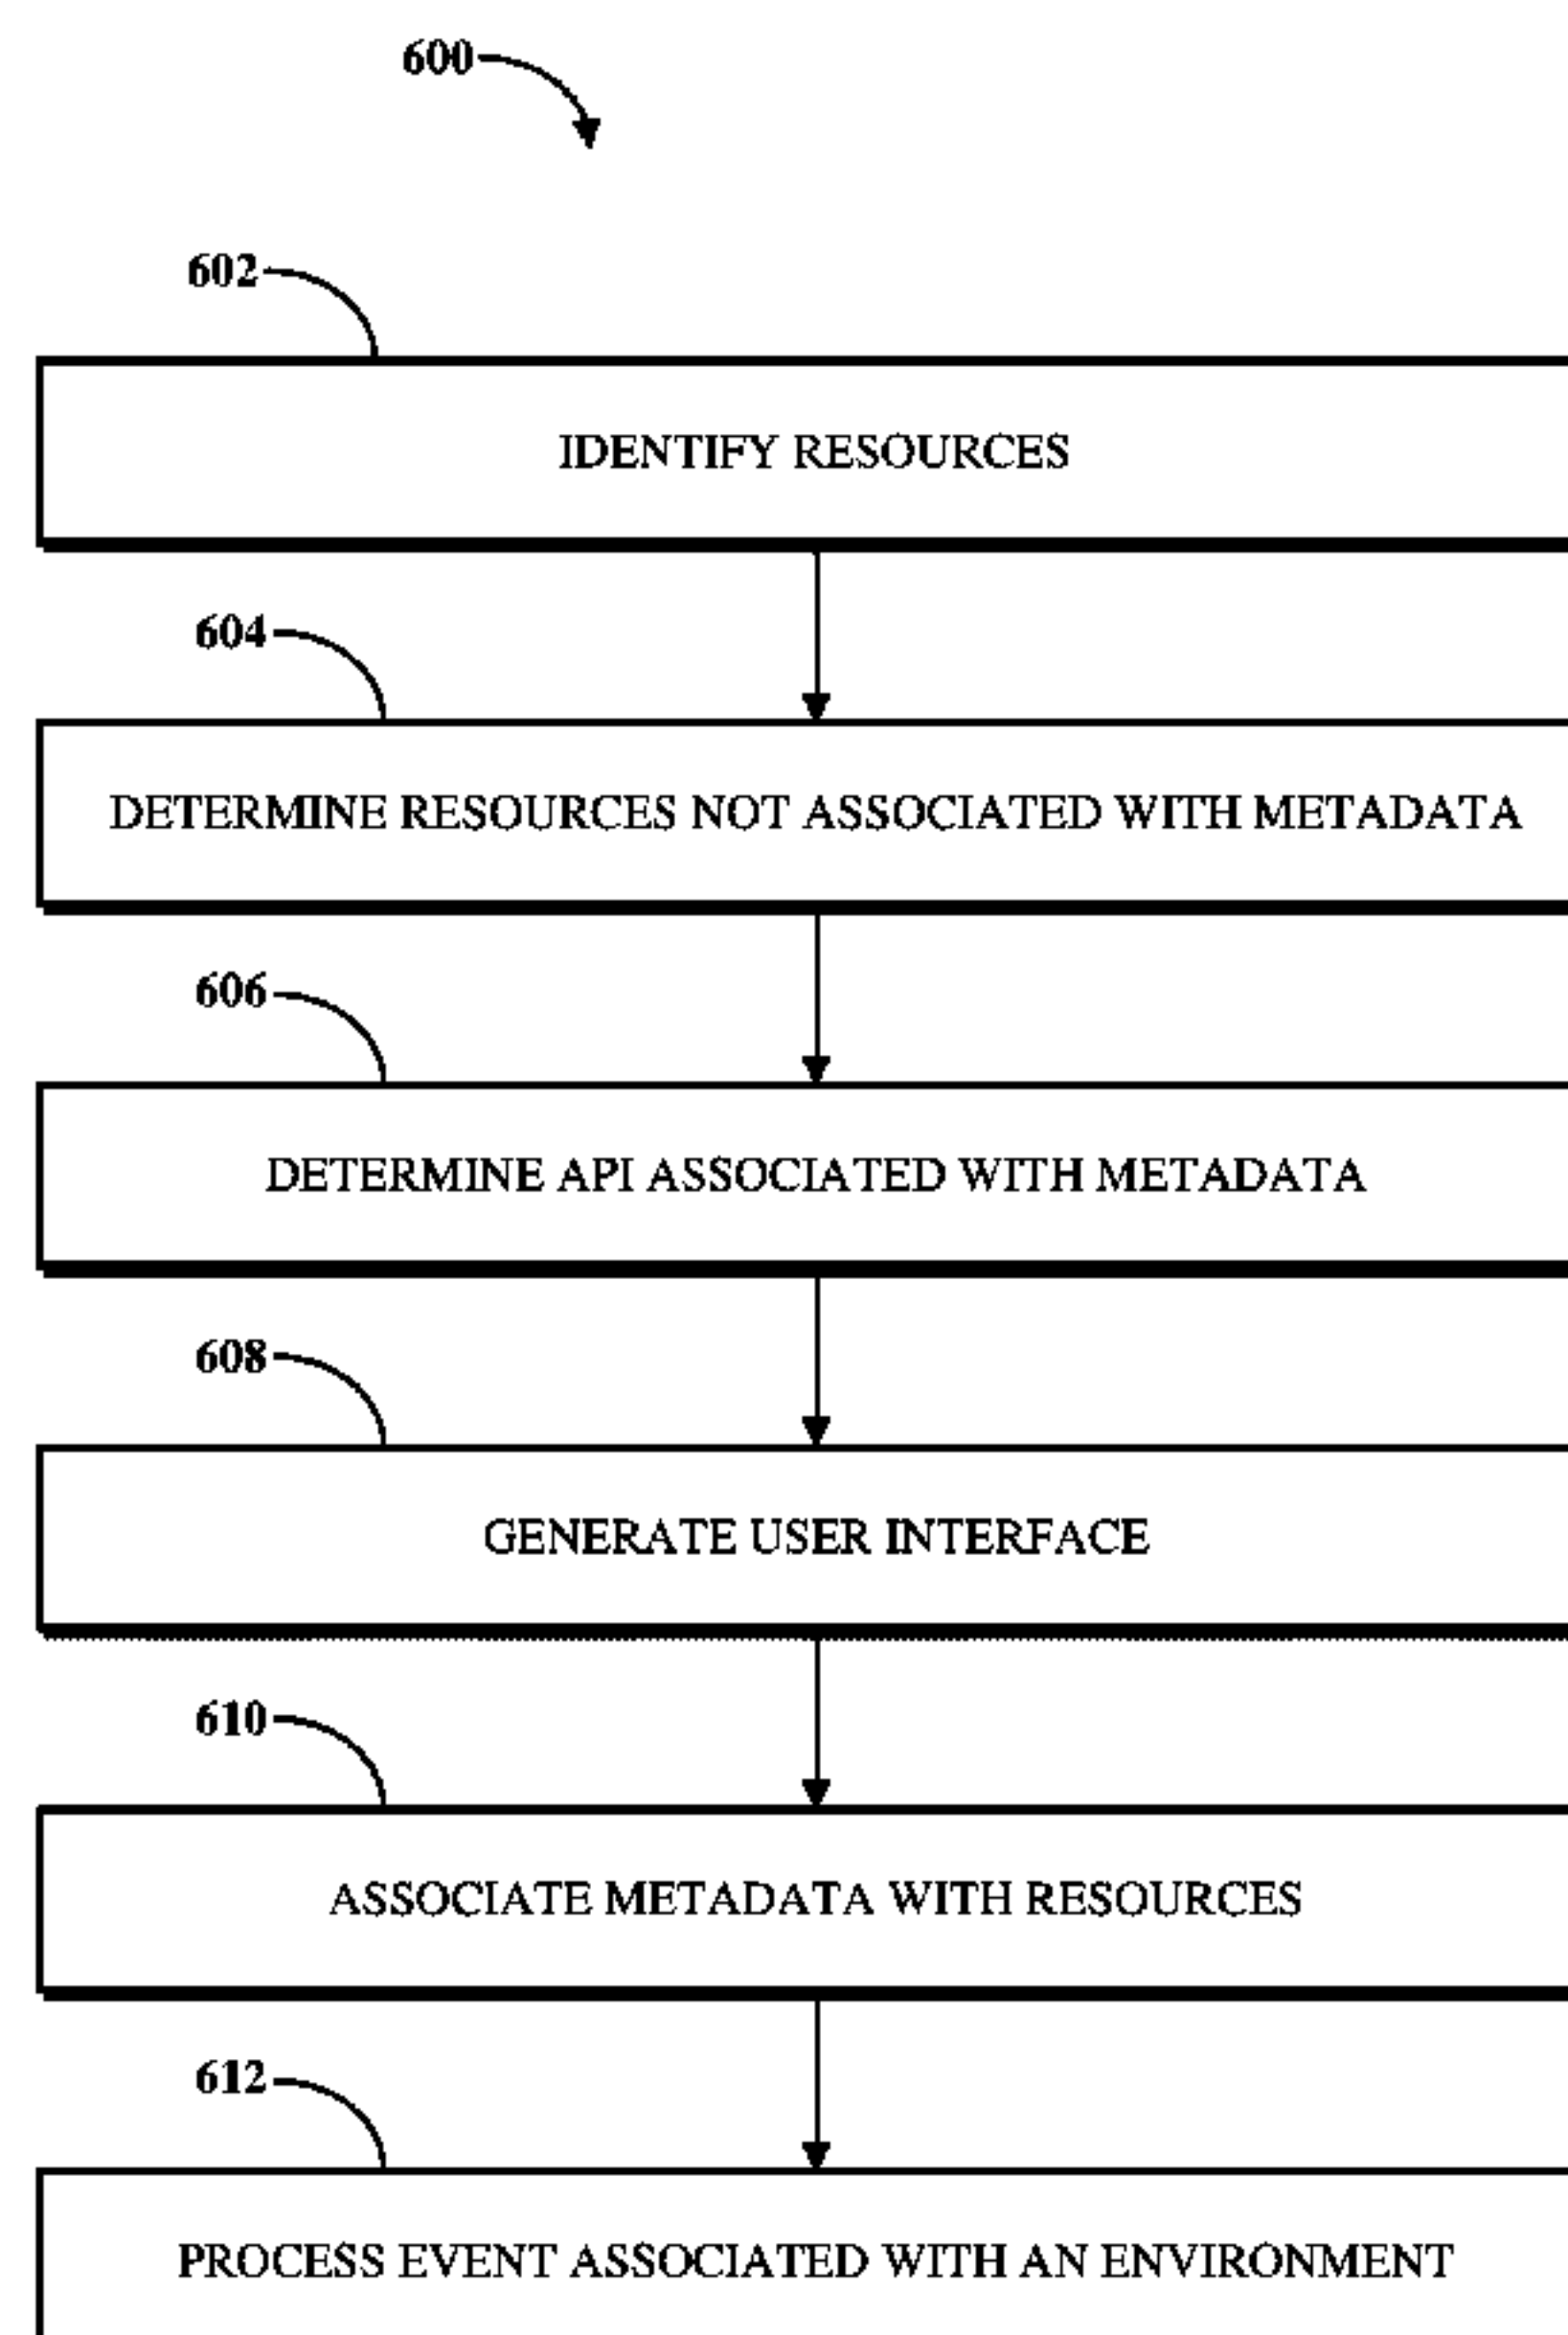 600
602
IDENTIFY RESOURCES
604
DETERMINE RESOURCES NOT ASSOCIATED WITH METADATA
606
DETERMINE API ASSOCIATED WITH METADATA
608
GENERATE USER INTERFACE
610
ASSOCIATE METADATA WITH RESOURCES
612
PROCESS EVENT ASSOCIATED WITH AN ENVIRONMENT